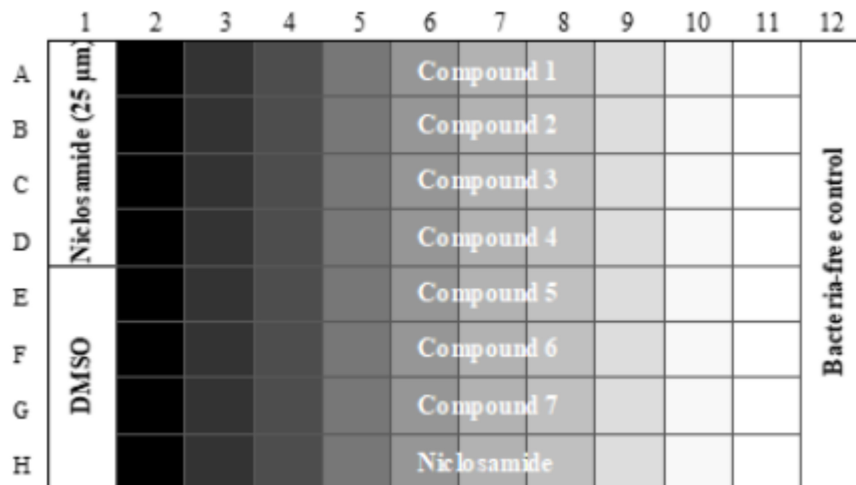 1 2 3 4 5 6 7 8 9 10 11 12
A Compound 1
B Compound 2
C Compound 3
D Compound 4
Niclosamide (25 µm)
E Compound 5
F Compound 6
G Compound 7
H Niclosamide
DMSO
Bacteria-free control